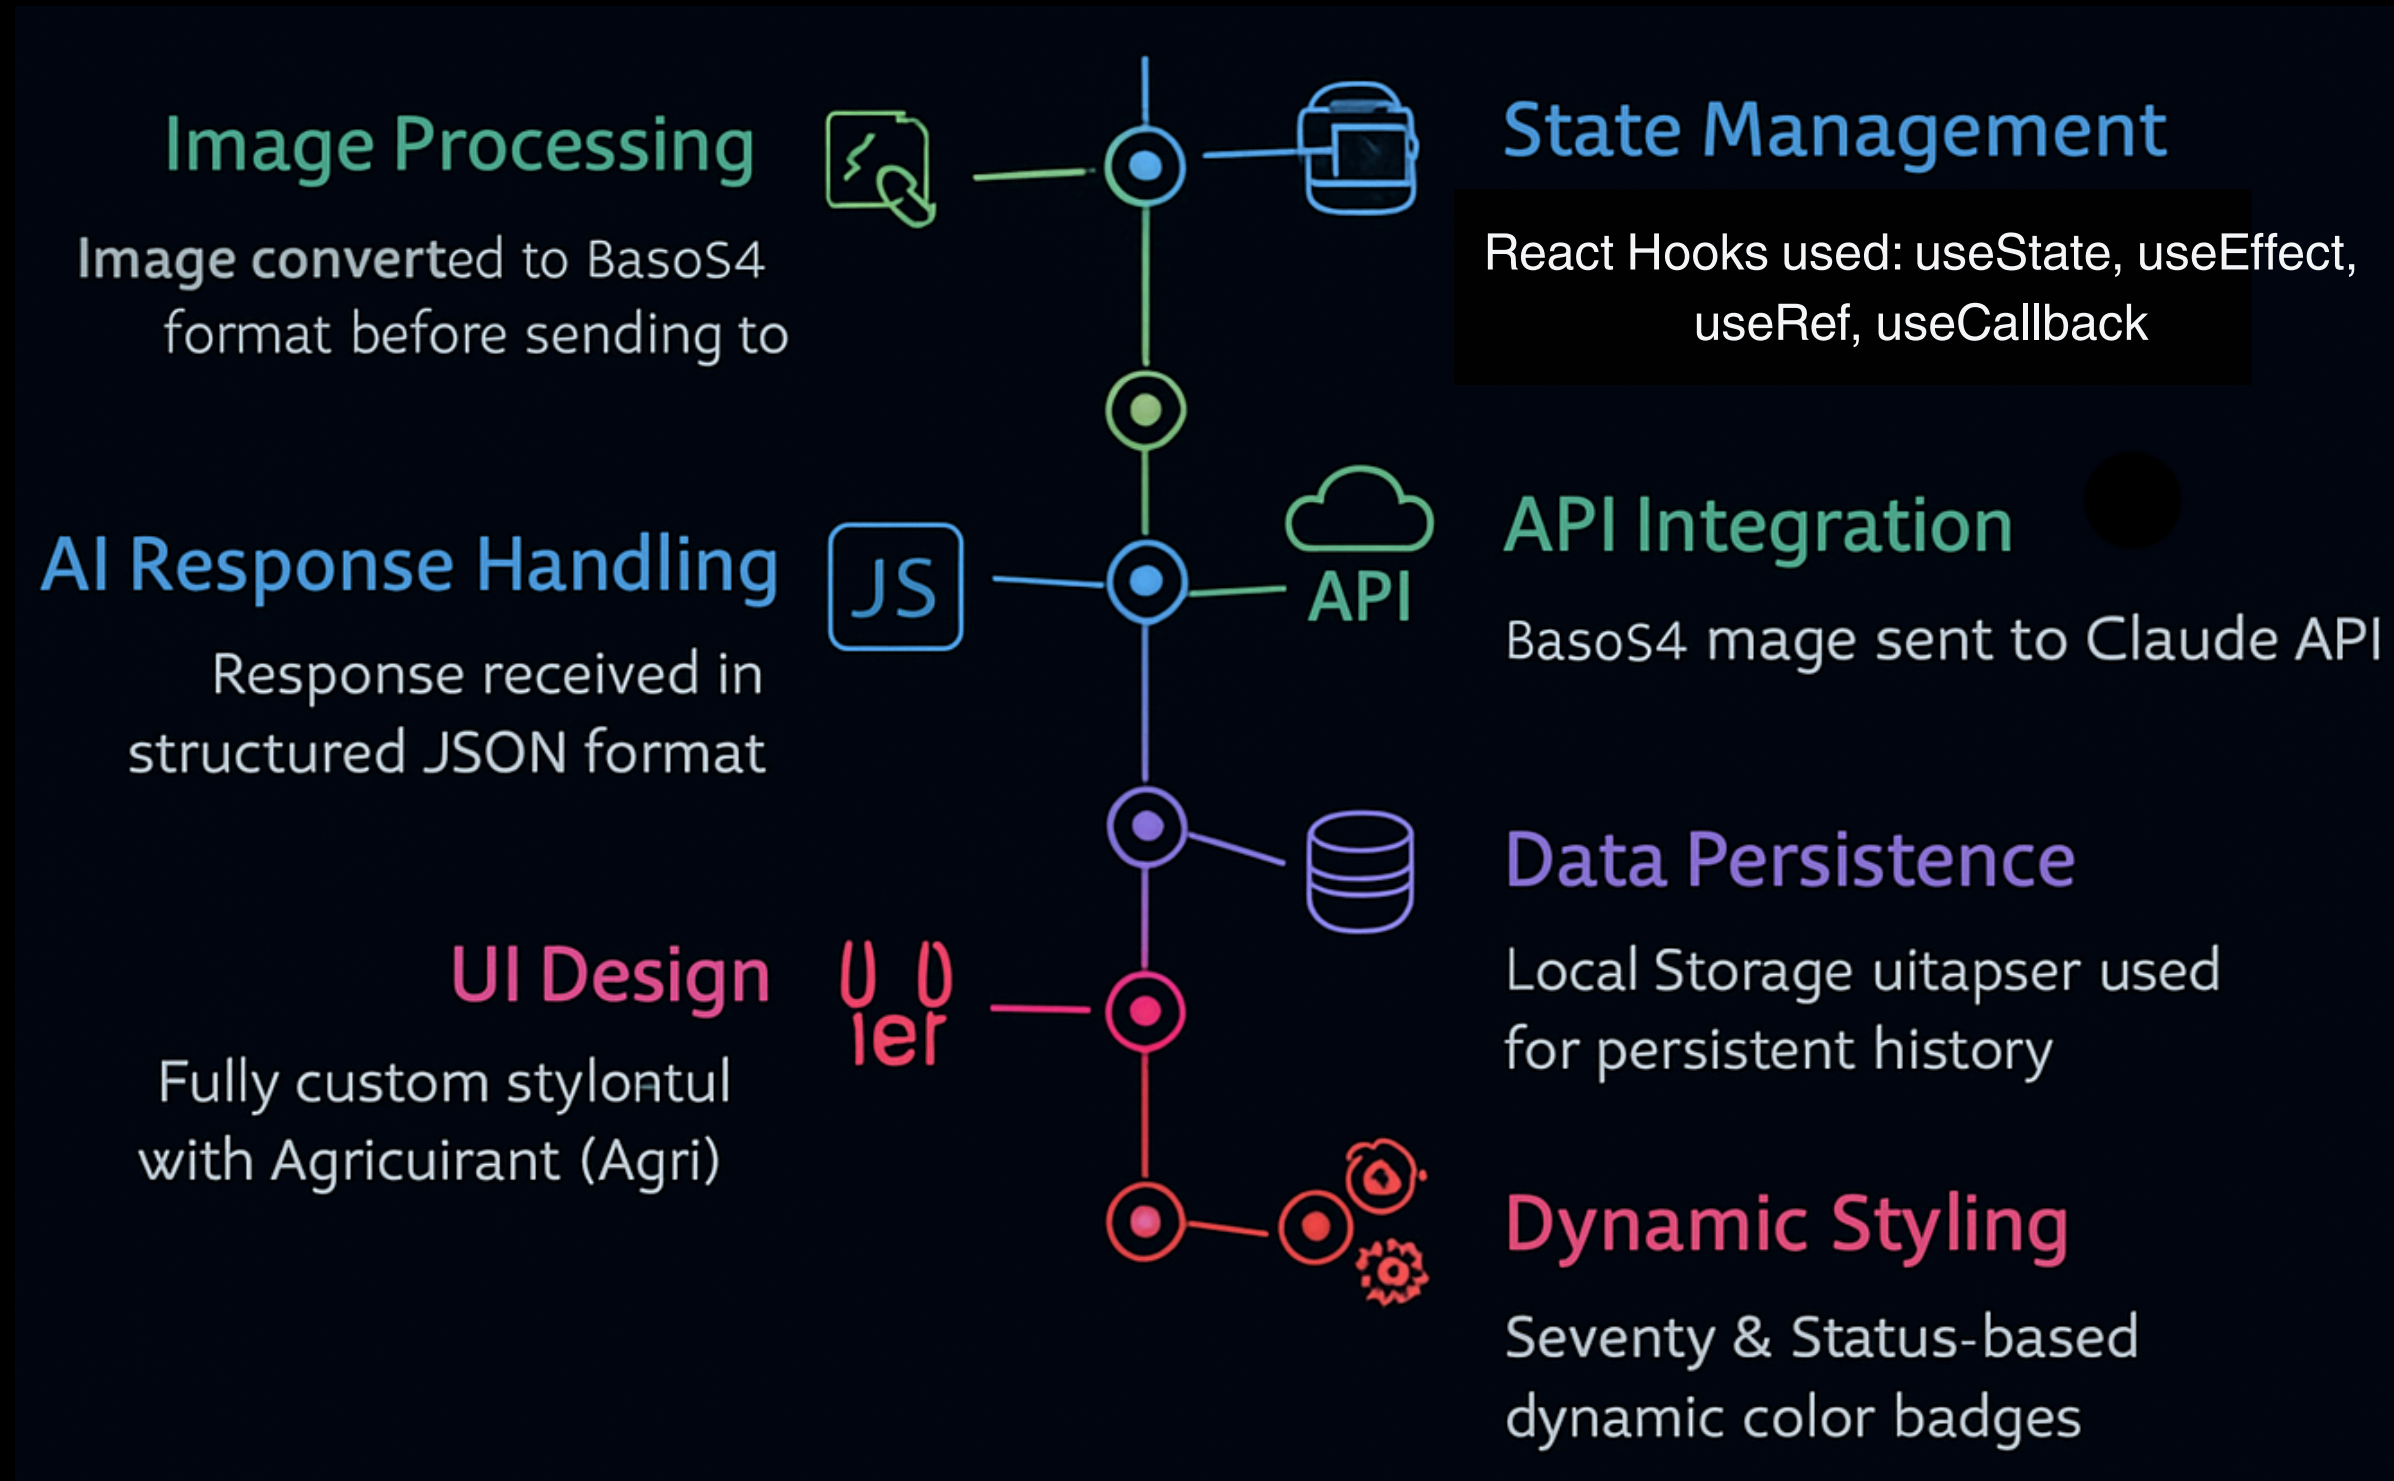 Image Processing
Image converted to BasoS4
format before sending to
State Management
React Hooks used: useState, useEffect,
useRef, useCallback
AI Response Handling
JS
Response received in
structured JSON format
API
API Integration
BasoS4 mage sent to Claude API
Data Persistence
Local Storage uitapser used
for persistent history
UI Design
Fully custom stylontul
with Agricuirant (Agri)
Dynamic Styling
Seventy & Status-based
dynamic color badges